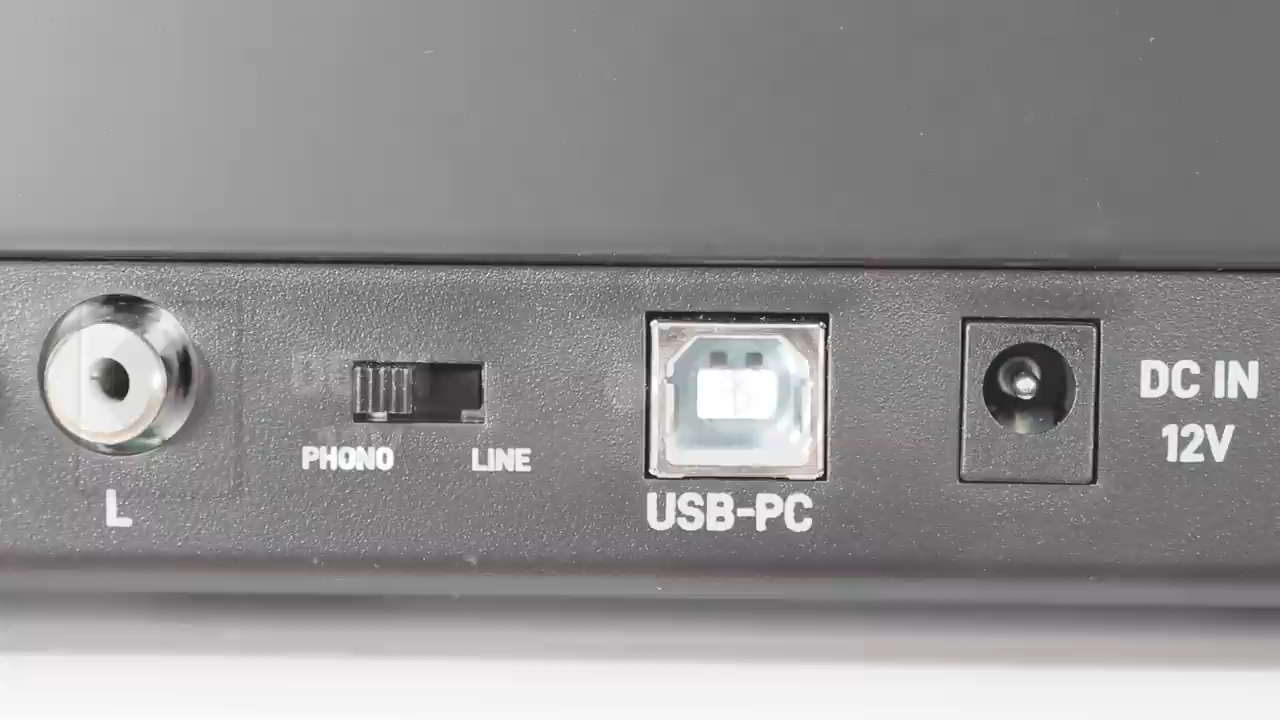 L
PHONO LINE
USB-PC
DC IN
12V